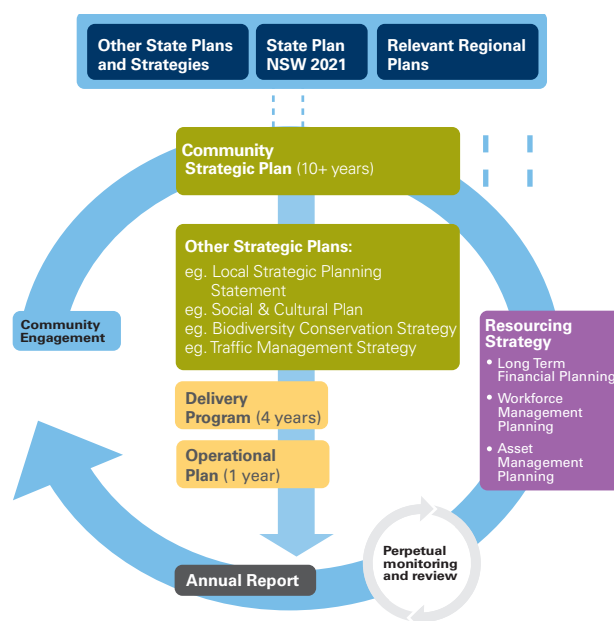 Other State Plans
and Strategies
State Plan
NSW 2021
Relevant Regional
Plans
Community
Strategic Plan (10+ years)
Other Strategic Plans:
eg. Local Strategic Planning
Statement
eg. Social & Cultural Plan
eg. Biodiversity Conservation Strategy
eg. Traffic Management Strategy
Community
Engagement
Resourcing
Strategy
• Long Term
Financial Planning
• Workforce
Management
Planning
• Asset
Management
Planning
Delivery
Program (4 years)
Operational
Plan (1 year)
Perpetual
monitoring
and review
Annual Report